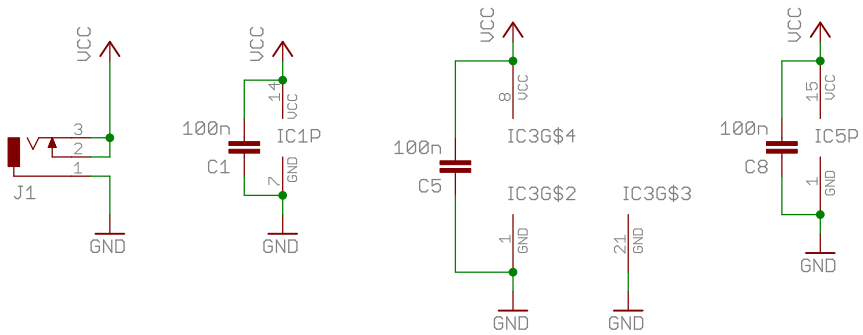 VCC
3
2
1
J1
GND
VCC
14
VCC
100n
IC1P
C1
7
GND
GND
VCC
8
VCC
IC3G$4
100n
C5
IC3G$2
1
GND
GND
IC3G$3
21
GND
GND
VCC
15
VCC
100n
IC5P
C8
1
GND
GND